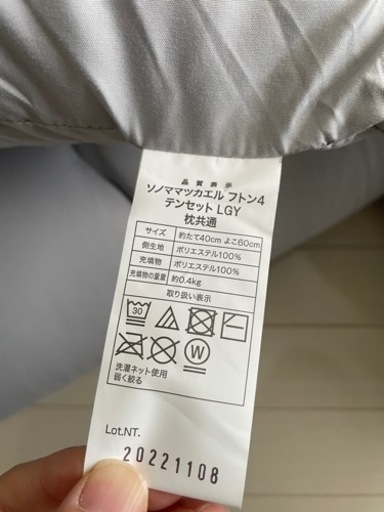 品質表示
ソノママツカエル フトン4
テンセット LGY
枕共通
サイズ 約たて40cm よこ60cm
側生地 ポリエステル100%
充填物 ポリエステル100%
充填物の重量 約0.4kg
取り扱い表示
30
W
洗濯ネット使用
弱く絞る
Lot.NT.
20221108